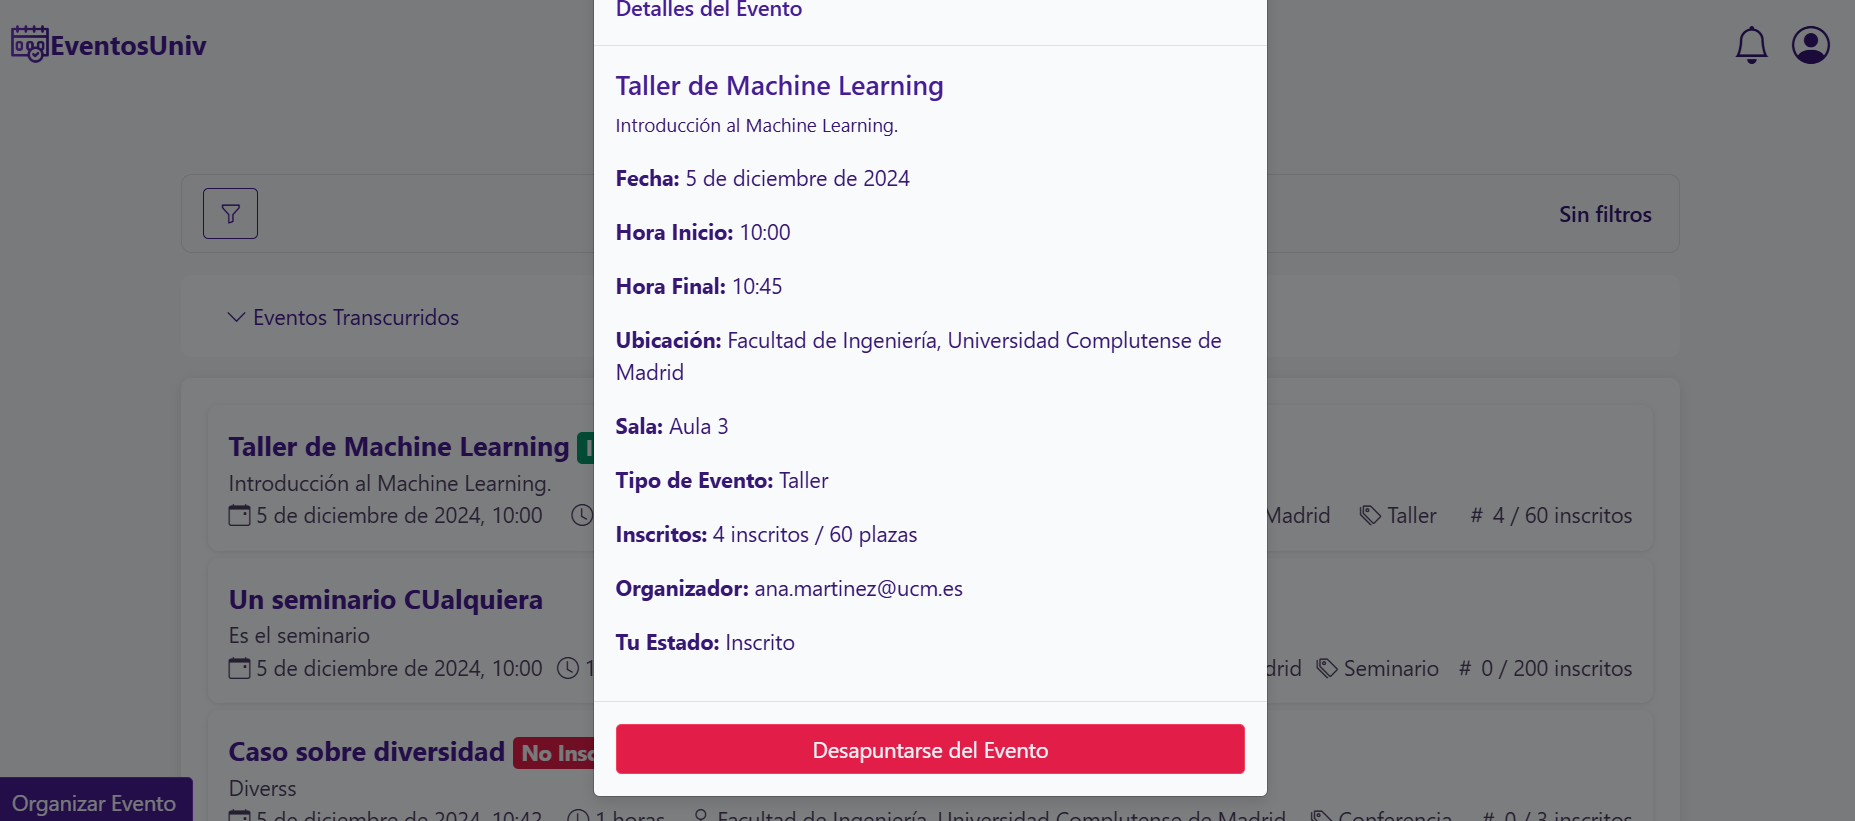 Detalles del Evento
EventosUniv
Taller de Machine Learning
Introducción al Machine Learning.
Fecha: 5 de diciembre de 2024
Hora Inicio: 10:00
Hora Final: 10:45
Ubicación: Facultad de Ingeniería, Universidad Complutense de
Madrid
Sala: Aula 3
Tipo de Evento: Taller
Inscritos: 4 inscritos / 60 plazas
Organizador: ana.martinez@ucm.es
Tu Estado: Inscrito
Desapuntarse del Evento
Sin filtros
Eventos Transcurridos
Taller de Machine Learning
Introducción al Machine Learning.
5 de diciembre de 2024, 10:00 Madrid Taller # 4 / 60 inscritos
Un seminario CUalquiera
Es el seminario
5 de diciembre de 2024, 10:00 1 drid Seminario # 0 / 200 inscritos
Caso sobre diversidad No Insc
Diverss
5 de diciembre de 2024, 10:42 1 horas Facultad de Ingeniería, Universidad Complutense de Madrid Conferencia # 0 / 3 inscritos
Organizar Evento